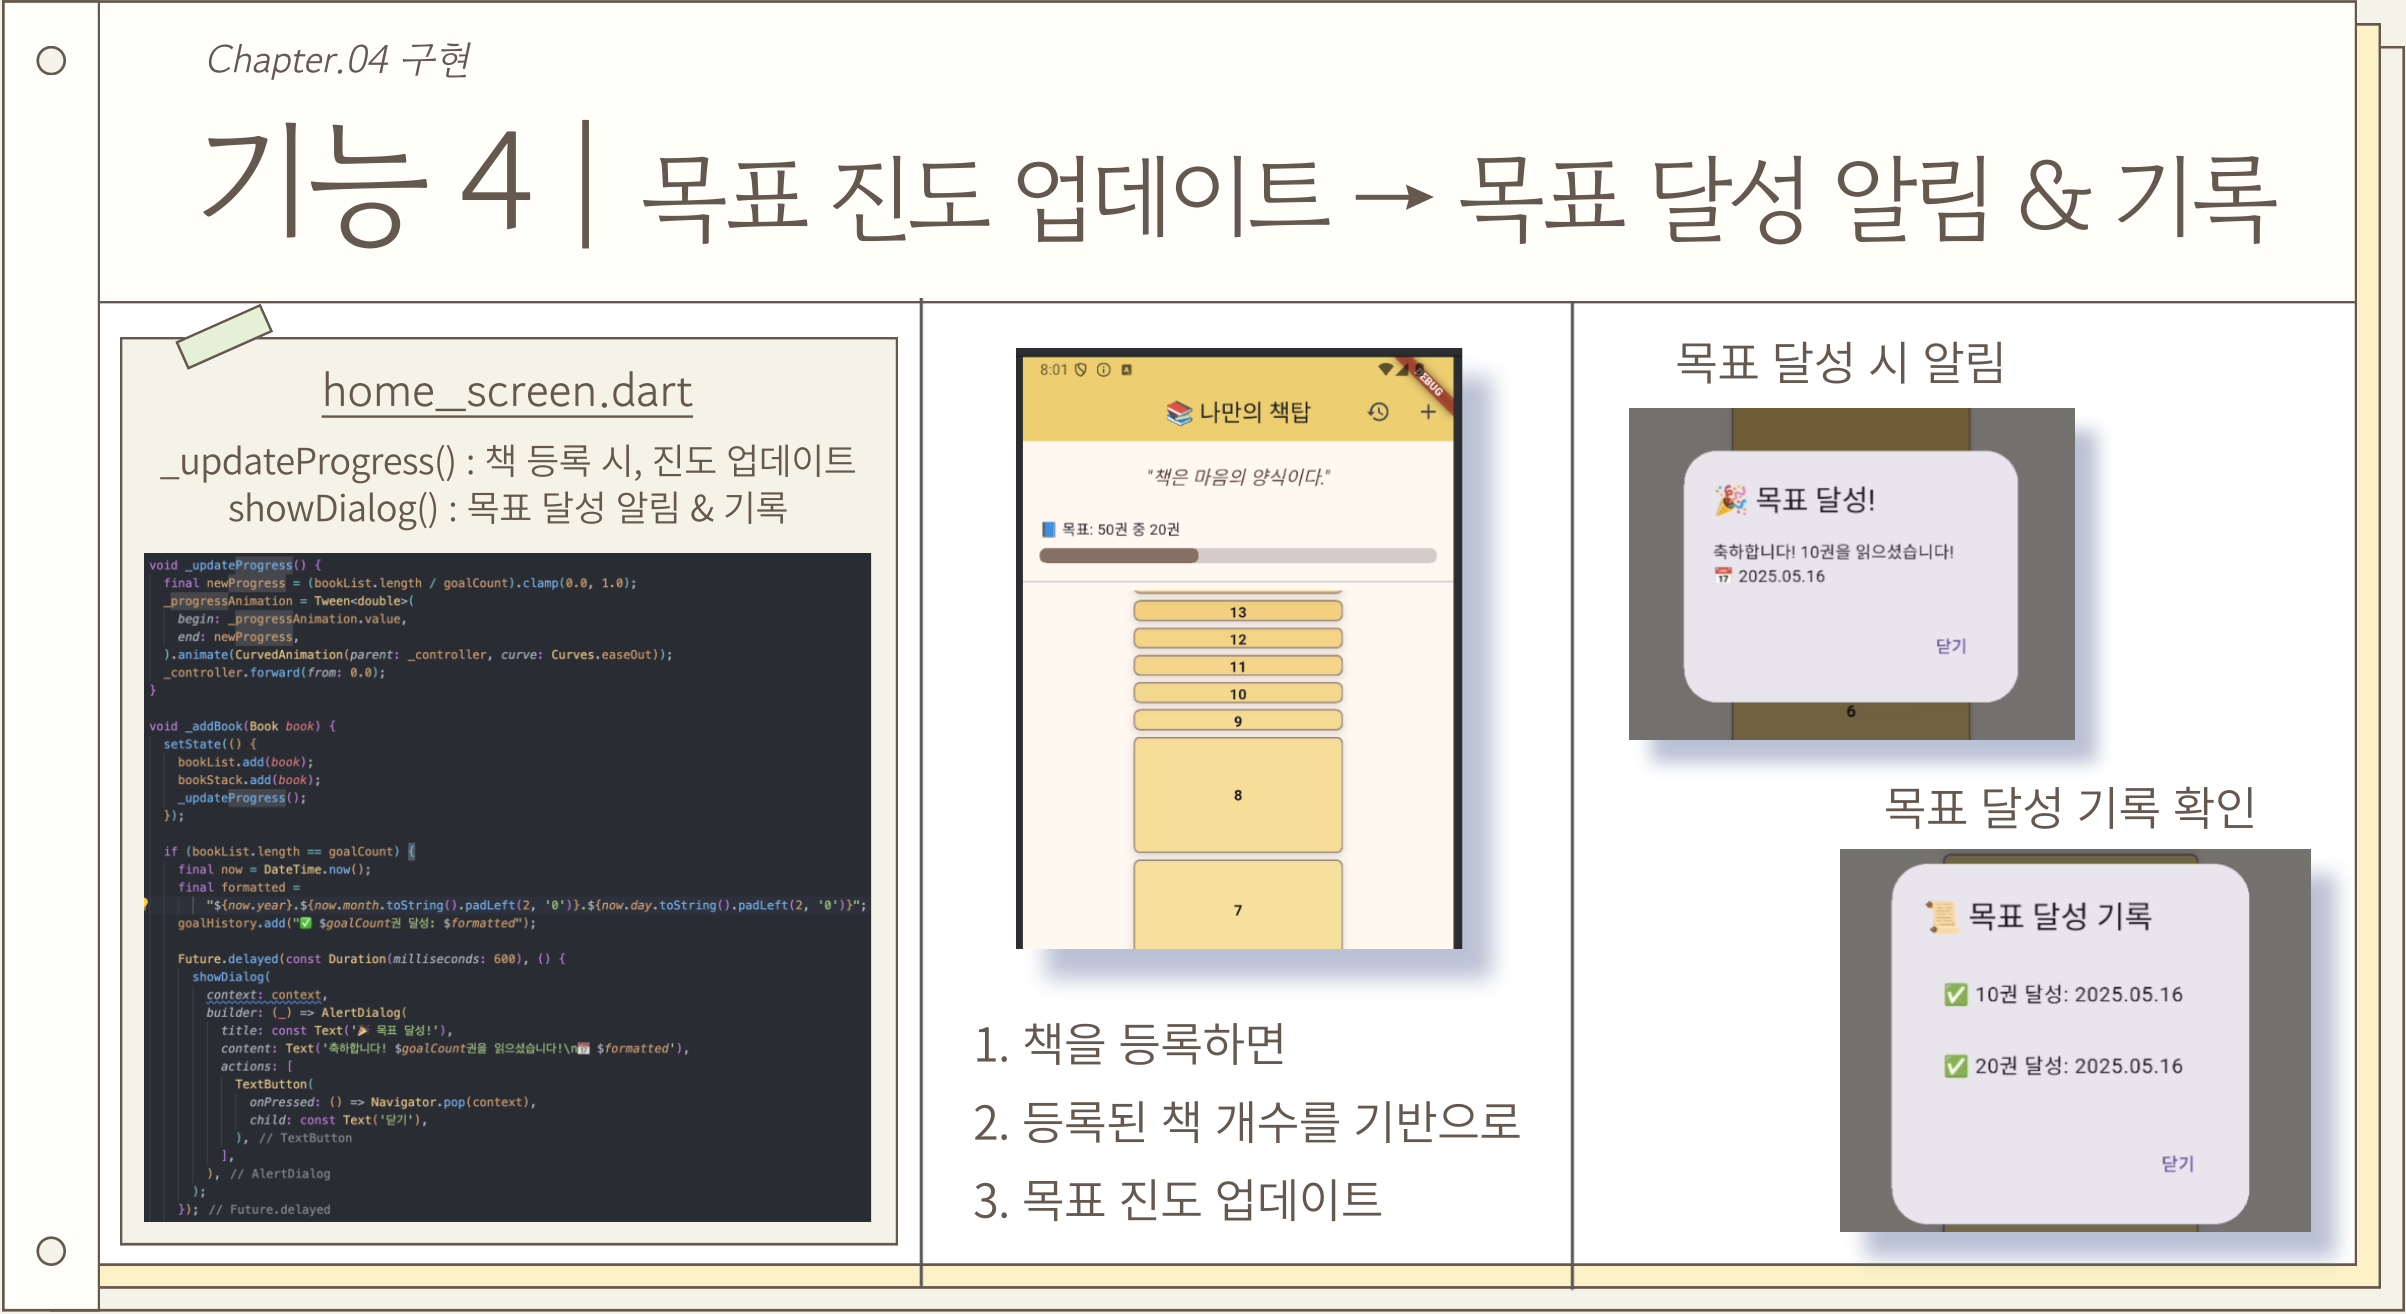 Chapter.04 구현
기능 4 | 목표 진도 업데이트 → 목표 달성 알림 & 기록
home_screen.dart
_updateProgress() : 책 등록 시, 진도 업데이트
showDialog() : 목표 달성 알림 & 기록
void _updateProgress() {
final newProgress = (bookList.length / goalCount).clamp(0.0, 1.0);
_progressAnimation = Tween<double>(
begin: _progressAnimation.value,
end: newProgress,
).animate(CurvedAnimation(parent: _controller, curve: Curves.easeOut));
_controller.forward(from: 0.0);
}
void _addBook(Book book) {
setState(() {
bookList.add(book);
bookStack.add(book);
_updateProgress();
});
if (bookList.length == goalCount) {
final now = DateTime.now();
final formatted =
"${now.year}.${now.month.toString().padLeft(2, '0')}.${now.day.toString().padLeft(2, '0')}";
goalHistory.add("✅ $goalCount권 달성: $formatted");
Future.delayed(const Duration(milliseconds: 600), () {
showDialog(
context: context,
builder: (_) => AlertDialog(
title: const Text('🎉 목표 달성!'),
content: Text('축하합니다! $goalCount권을 읽으셨습니다!\n📅 $formatted'),
actions: [
TextButton(
onPressed: () => Navigator.pop(context),
child: const Text('닫기'),
), // TextButton
],
), // AlertDialog
);
}); // Future.delayed
8:01
DEBUG
📚 나만의 책탑
"책은 마음의 양식이다."
📘 목표: 50권 중 20권
13
12
11
10
9
8
7
1. 책을 등록하면
2. 등록된 책 개수를 기반으로
3. 목표 진도 업데이트
목표 달성 시 알림
🎉 목표 달성!
축하합니다! 10권을 읽으셨습니다!
📅 2025.05.16
닫기
6
목표 달성 기록 확인
📜 목표 달성 기록
✅ 10권 달성: 2025.05.16
✅ 20권 달성: 2025.05.16
닫기